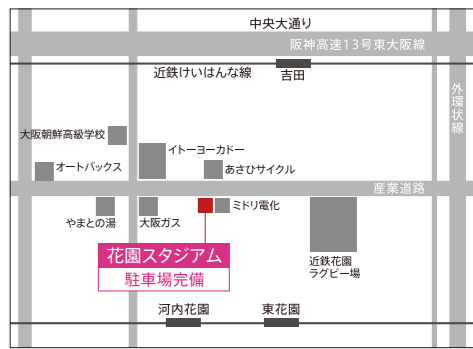 中央大通り
阪神高速13号東大阪線
近鉄けいはんな線
吉田
外環状線
大阪朝鮮高級学校
イトーヨーカドー
オートバックス
あさひサイクル
産業道路
やまとの湯
大阪ガス
ミドリ電化
花園スタジアム
駐車場完備
近鉄花園
ラグビー場
河内花園
東花園